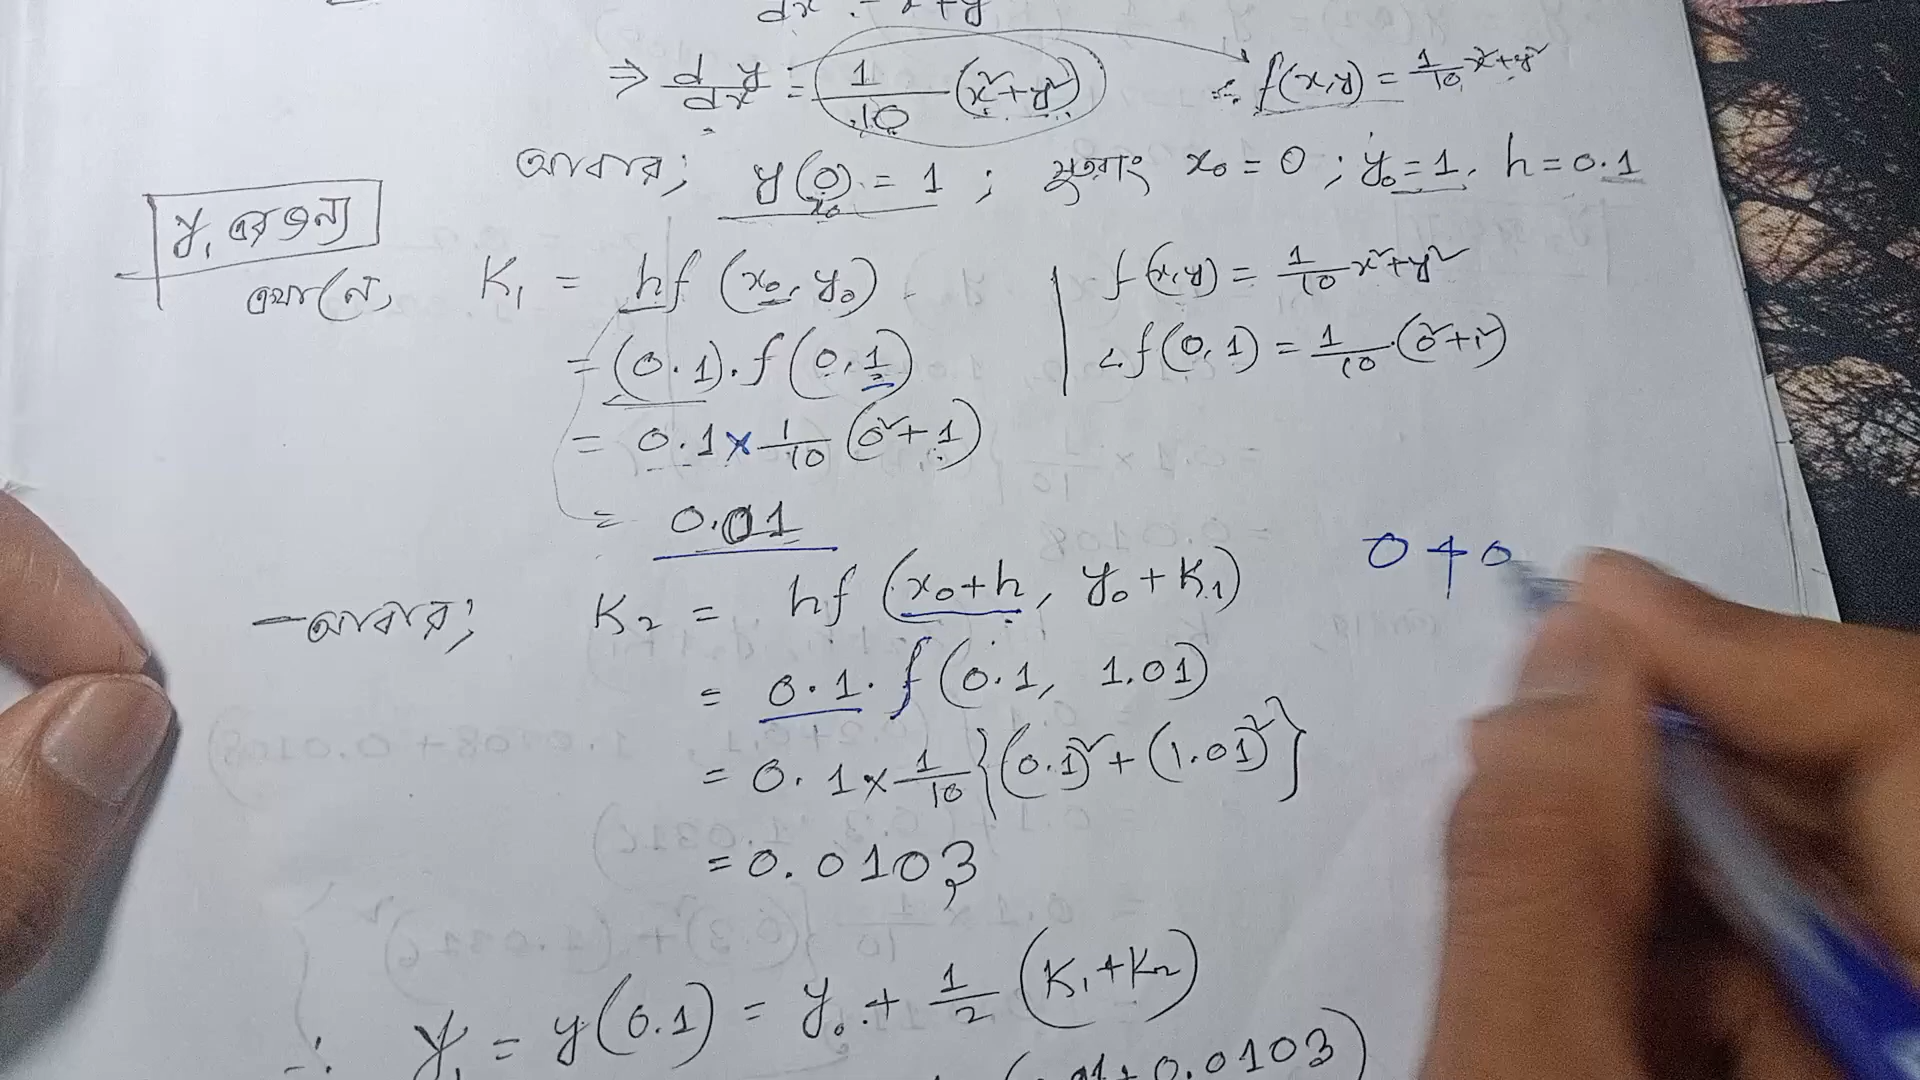 ⇒ dy/dx = 1/10 (x²+y²) ∴ f(x,y) = 1/10 x²+y²
আবার; y(0) = 1 ; সুতরাং x₀ = 0 ; y₀ = 1, h = 0.1
x₀
y₁ এর জন্য
এখানে, K₁ = hf (x₀, y₀) f(x,y) = 1/10 x²+y²
= (0.1). f(0,1) ∴ f(0,1) = 1/10 (0²+1²)
= 0.1 × 1/10 (0²+1)
= 0.01
0 + 0
আবার; K₂ = hf (x₀+h, y₀+K₁)
= 0.1. f(0.1, 1.01)
= 0.1 × 1/10 {(0.1)² + (1.01)²}
= 0.0103
∴ y₁ = y(0.1) = y₀ + 1/2 (K₁+K₂)
+0.0103)